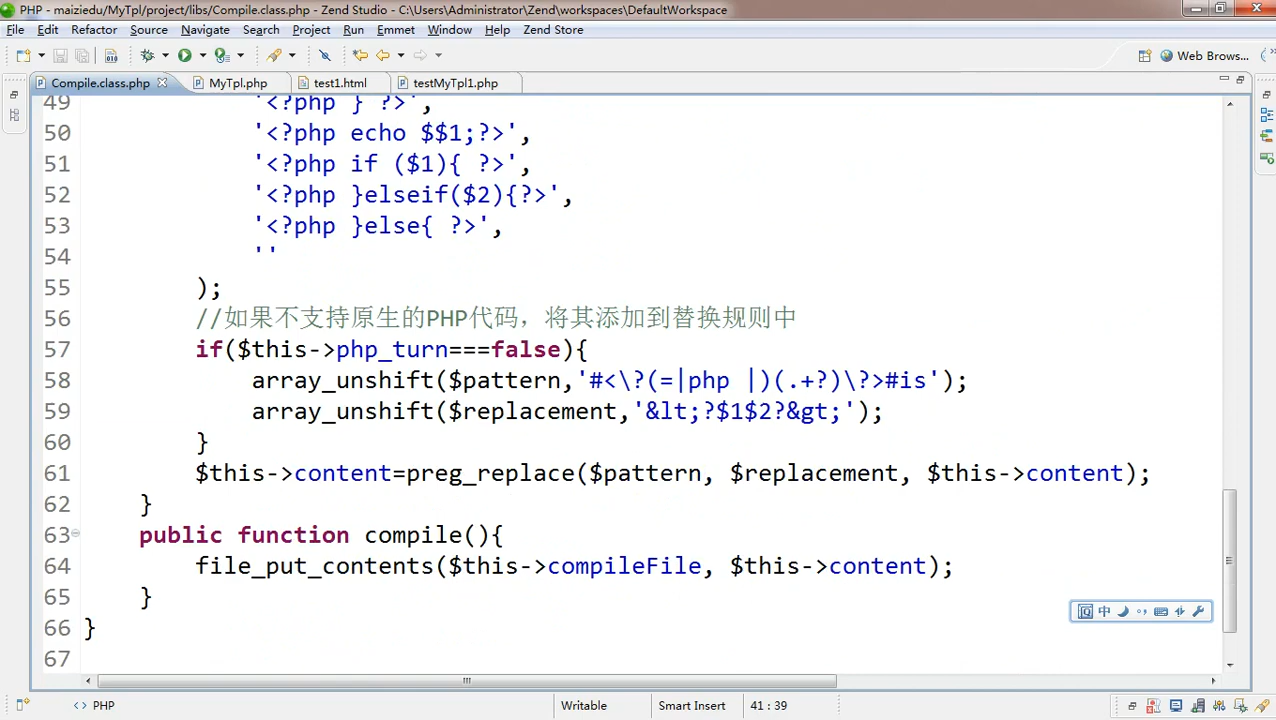 PHP - maiziedu/MyTpl/project/libs/Compile.class.php - Zend Studio - C:\Users\Administrator\Zend\workspaces\DefaultWorkspace
File Edit Refactor Source Navigate Search Project Run Emmet Window Help Zend Store
Web Brows...
Compile.class.php MyTpl.php test1.html testMyTpl1.php
49 '<?php } ?>',
50 '<?php echo $$1;?>',
51 '<?php if ($1){ ?>',
52 '<?php }elseif($2){?>',
53 '<?php }else{ ?>',
54 ''
55 );
56 //如果不支持原生的PHP代码，将其添加到替换规则中
57 if($this->php_turn===false){
58 array_unshift($pattern,'#<\?(=|php |)(.+?)\?>#is');
59 array_unshift($replacement,'&lt;?$1$2?&gt;');
60 }
61 $this->content=preg_replace($pattern, $replacement, $this->content);
62 }
63 public function compile(){
64 file_put_contents($this->compileFile, $this->content);
65 }
66 }
67
中
PHP Writable Smart Insert 41 : 39